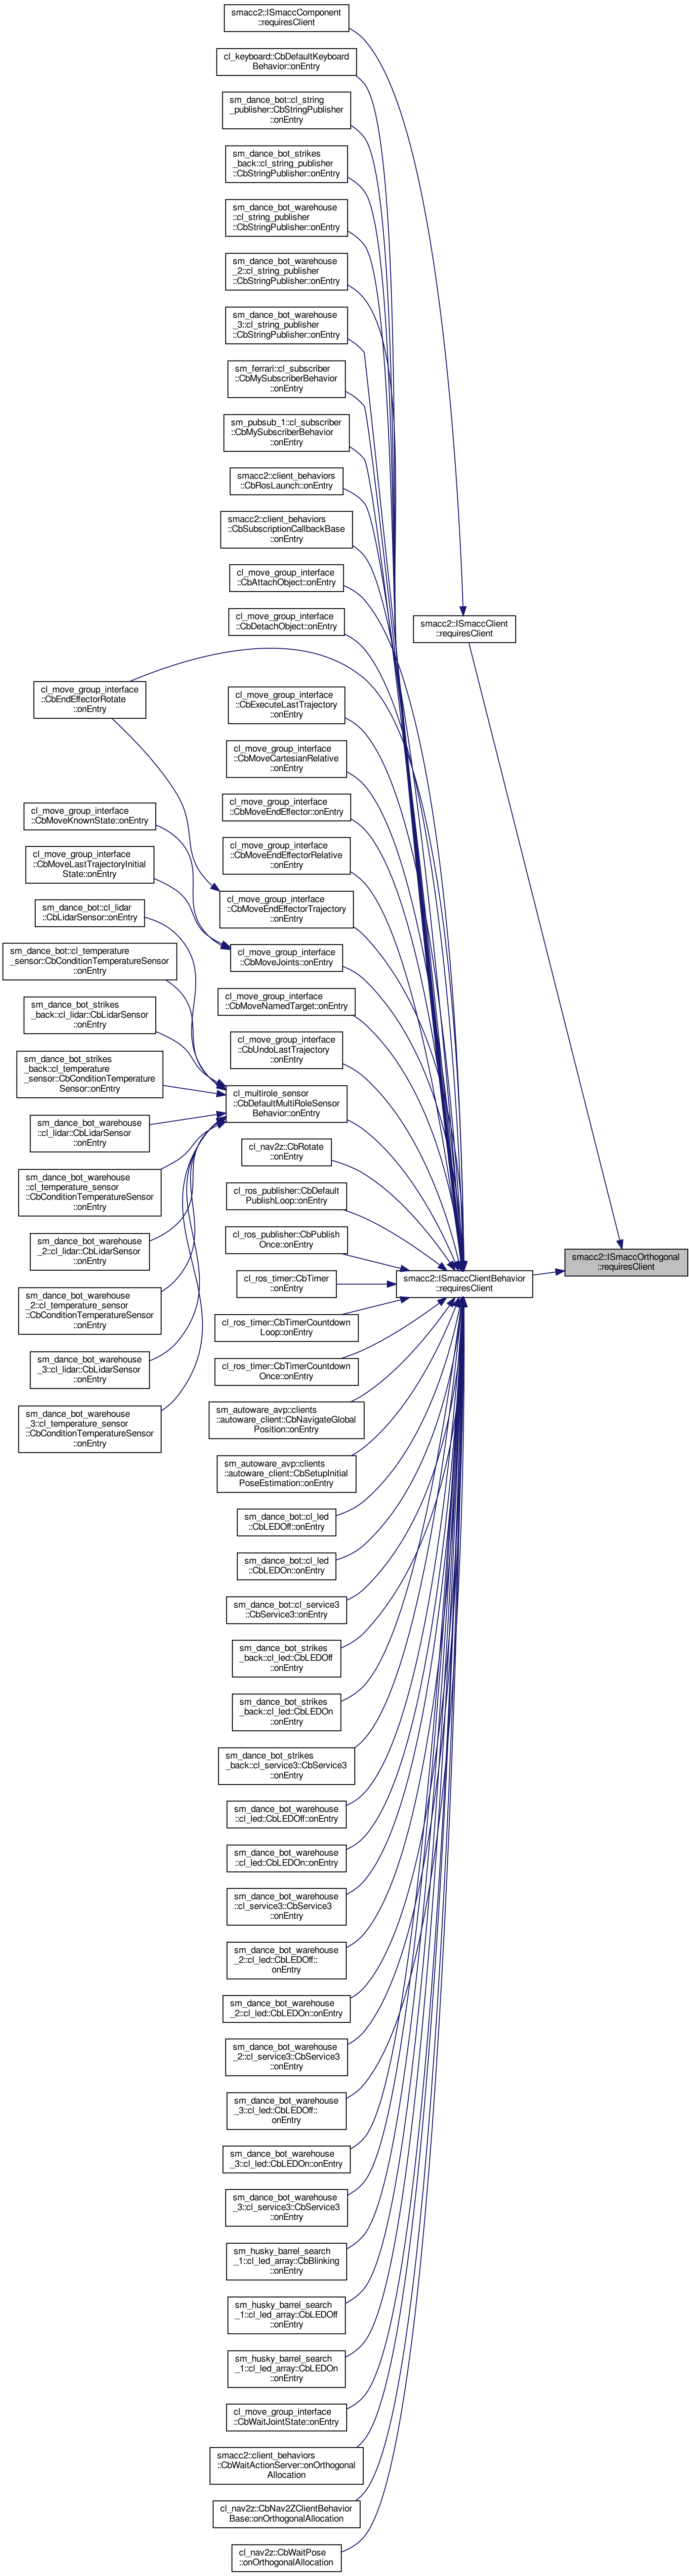 smacc2::ISmaccComponent
::requiresClient
cl_keyboard::CbDefaultKeyboard
Behavior::onEntry
sm_dance_bot::cl_string
_publisher::CbStringPublisher
::onEntry
sm_dance_bot_strikes
_back::cl_string_publisher
::CbStringPublisher::onEntry
sm_dance_bot_warehouse
::cl_string_publisher
::CbStringPublisher::onEntry
sm_dance_bot_warehouse
_2::cl_string_publisher
::CbStringPublisher::onEntry
sm_dance_bot_warehouse
_3::cl_string_publisher
::CbStringPublisher::onEntry
sm_ferrari::cl_subscriber
::CbMySubscriberBehavior
::onEntry
sm_pubsub_1::cl_subscriber
::CbMySubscriberBehavior
::onEntry
smacc2::client_behaviors
::CbRosLaunch::onEntry
smacc2::client_behaviors
::CbSubscriptionCallbackBase
::onEntry
cl_move_group_interface
::CbAttachObject::onEntry
cl_move_group_interface
::CbDetachObject::onEntry
smacc2::ISmaccClient
::requiresClient
cl_move_group_interface
::CbEndEffectorRotate
::onEntry
cl_move_group_interface
::CbExecuteLastTrajectory
::onEntry
cl_move_group_interface
::CbMoveCartesianRelative
::onEntry
cl_move_group_interface
::CbMoveEndEffector::onEntry
cl_move_group_interface
::CbMoveKnownState::onEntry
cl_move_group_interface
::CbMoveEndEffectorRelative
::onEntry
cl_move_group_interface
::CbMoveLastTrajectoryInitial
State::onEntry
cl_move_group_interface
::CbMoveEndEffectorTrajectory
::onEntry
sm_dance_bot::cl_lidar
::CbLidarSensor::onEntry
cl_move_group_interface
::CbMoveJoints::onEntry
sm_dance_bot::cl_temperature
_sensor::CbConditionTemperatureSensor
::onEntry
cl_move_group_interface
::CbMoveNamedTarget::onEntry
sm_dance_bot_strikes
_back::cl_lidar::CbLidarSensor
::onEntry
cl_move_group_interface
::CbUndoLastTrajectory
::onEntry
sm_dance_bot_strikes
_back::cl_temperature
_sensor::CbConditionTemperature
Sensor::onEntry
cl_multirole_sensor
::CbDefaultMultiRoleSensor
Behavior::onEntry
sm_dance_bot_warehouse
::cl_lidar::CbLidarSensor
::onEntry
cl_nav2z::CbRotate
::onEntry
sm_dance_bot_warehouse
::cl_temperature_sensor
::CbConditionTemperatureSensor
::onEntry
cl_ros_publisher::CbDefault
PublishLoop::onEntry
sm_dance_bot_warehouse
_2::cl_lidar::CbLidarSensor
::onEntry
cl_ros_publisher::CbPublish
Once::onEntry
smacc2::ISmaccOrthogonal
::requiresClient
cl_ros_timer::CbTimer
::onEntry
smacc2::ISmaccClientBehavior
::requiresClient
sm_dance_bot_warehouse
_2::cl_temperature_sensor
::CbConditionTemperatureSensor
::onEntry
cl_ros_timer::CbTimerCountdown
Loop::onEntry
sm_dance_bot_warehouse
_3::cl_lidar::CbLidarSensor
::onEntry
cl_ros_timer::CbTimerCountdown
Once::onEntry
sm_dance_bot_warehouse
_3::cl_temperature_sensor
::CbConditionTemperatureSensor
::onEntry
sm_autoware_avp::clients
::autoware_client::CbNavigateGlobal
Position::onEntry
sm_autoware_avp::clients
::autoware_client::CbSetupInitial
PoseEstimation::onEntry
sm_dance_bot::cl_led
::CbLEDOff::onEntry
sm_dance_bot::cl_led
::CbLEDOn::onEntry
sm_dance_bot::cl_service3
::CbService3::onEntry
sm_dance_bot_strikes
_back::cl_led::CbLEDOff
::onEntry
sm_dance_bot_strikes
_back::cl_led::CbLEDOn
::onEntry
sm_dance_bot_strikes
_back::cl_service3::CbService3
::onEntry
sm_dance_bot_warehouse
::cl_led::CbLEDOff::onEntry
sm_dance_bot_warehouse
::cl_led::CbLEDOn::onEntry
sm_dance_bot_warehouse
::cl_service3::CbService3
::onEntry
sm_dance_bot_warehouse
_2::cl_led::CbLEDOff::
onEntry
sm_dance_bot_warehouse
_2::cl_led::CbLEDOn::onEntry
sm_dance_bot_warehouse
_2::cl_service3::CbService3
::onEntry
sm_dance_bot_warehouse
_3::cl_led::CbLEDOff::
onEntry
sm_dance_bot_warehouse
_3::cl_led::CbLEDOn::onEntry
sm_dance_bot_warehouse
_3::cl_service3::CbService3
::onEntry
sm_husky_barrel_search
_1::cl_led_array::CbBlinking
::onEntry
sm_husky_barrel_search
_1::cl_led_array::CbLEDOff
::onEntry
sm_husky_barrel_search
_1::cl_led_array::CbLEDOn
::onEntry
cl_move_group_interface
::CbWaitJointState::onEntry
smacc2::client_behaviors
::CbWaitActionServer::onOrthogonal
Allocation
cl_nav2z::CbNav2ZClientBehavior
Base::onOrthogonalAllocation
cl_nav2z::CbWaitPose
::onOrthogonalAllocation